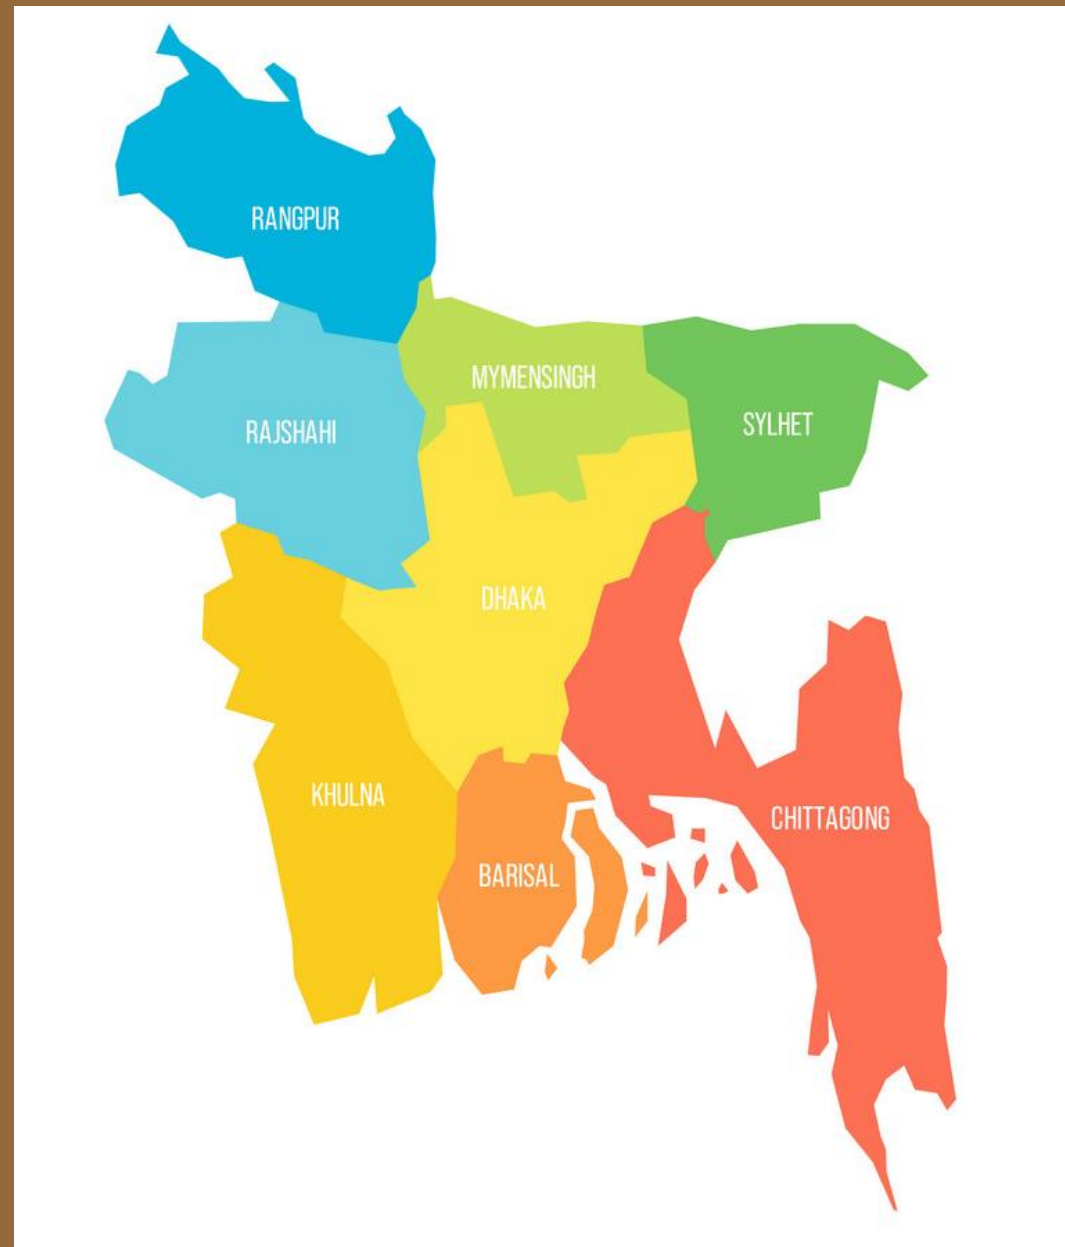 RANGPUR
MYMENSINGH
SYLHET
RAJSHAHI
DHAKA
KHULNA
CHITTAGONG
BARISAL